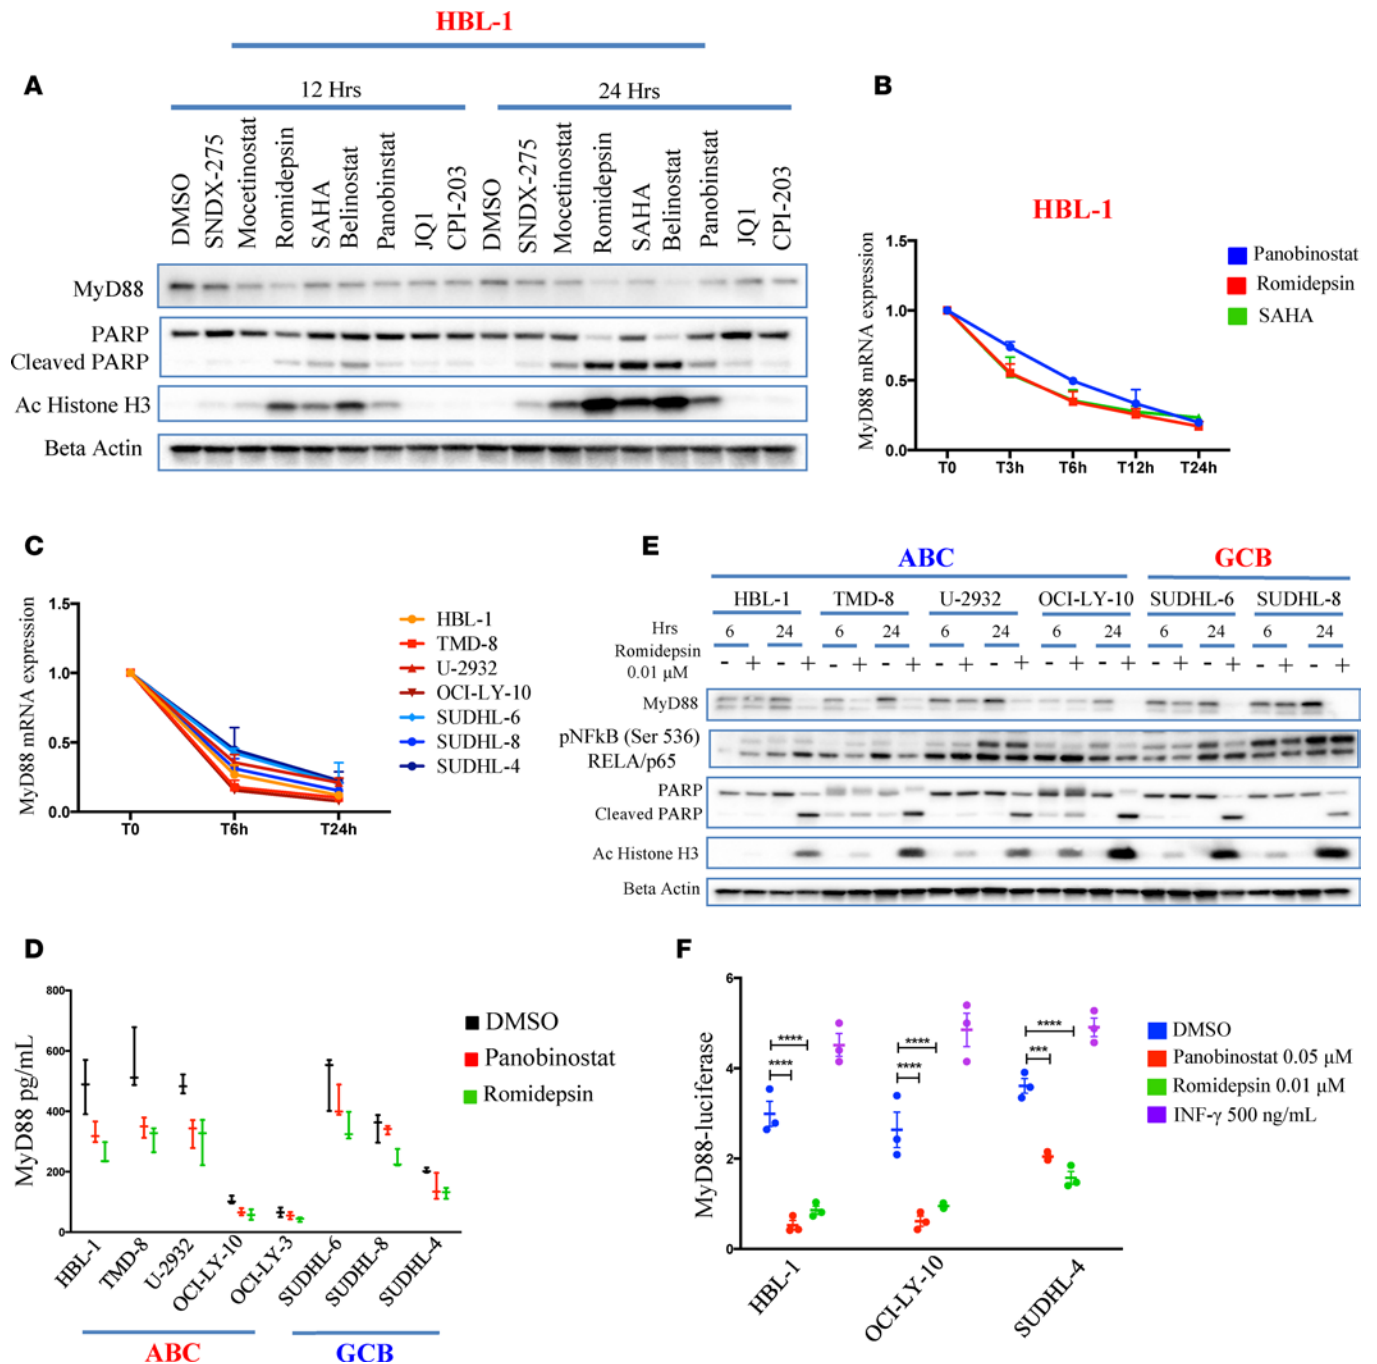 HBL-1
A
12 Hrs
24 Hrs
DMSO
SNDX-275
Mocetinostat
Romidepsin
SAHA
Belinostat
Panobinstat
JQ1
CPI-203
DMSO
SNDX-275
Mocetinostat
Romidepsin
SAHA
Belinostat
Panobinstat
JQ1
CPI-203
MyD88
PARP
Cleaved PARP
Ac Histone H3
Beta Actin
B
HBL-1
MyD88 mRNA expression
1.5
1.0
0.5
0.0
T0 T3h T6h T12h T24h
Panobinostat
Romidepsin
SAHA
C
MyD88 mRNA expression
1.5
1.0
0.5
0.0
T0 T6h T24h
HBL-1
TMD-8
U-2932
OCI-LY-10
SUDHL-6
SUDHL-8
SUDHL-4
E
ABC GCB
HBL-1 TMD-8 U-2932 OCI-LY-10 SUDHL-6 SUDHL-8
Hrs 6 24 6 24 6 24 6 24 6 24 6 24
Romidepsin
0.01 µM - + - + - + - + - + - + - + - + - + - + - + - +
MyD88
pNFkB (Ser 536)
RELA/p65
PARP
Cleaved PARP
Ac Histone H3
Beta Actin
D
MyD88 pg/mL
800
600
400
200
0
HBL-1
TMD-8
U-2932
OCI-LY-10
OCI-LY-3
SUDHL-6
SUDHL-8
SUDHL-4
ABC GCB
DMSO
Panobinostat
Romidepsin
F
MyD88-luciferase
6
4
2
0
****
****
****
****
****
***
HBL-1
OCI-LY-10
SUDHL-4
DMSO
Panobinostat 0.05 µM
Romidepsin 0.01 µM
INF-γ 500 ng/mL